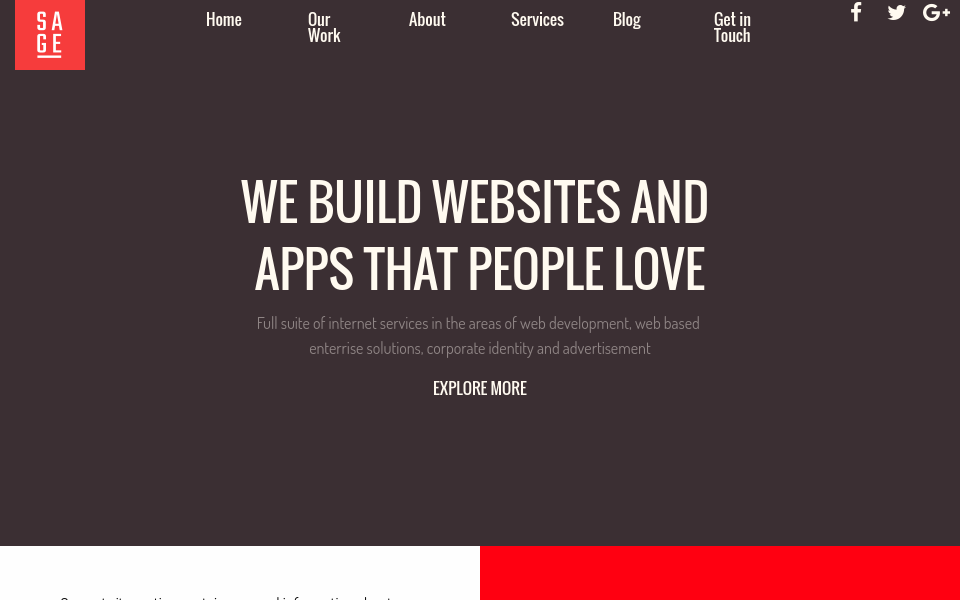 SA
GE
Home
Our
Work
About
Services
Blog
Get in
Touch
WE BUILD WEBSITES AND
APPS THAT PEOPLE LOVE
Full suite of internet services in the areas of web development, web based
enterrise solutions, corporate identity and advertisement
EXPLORE MORE